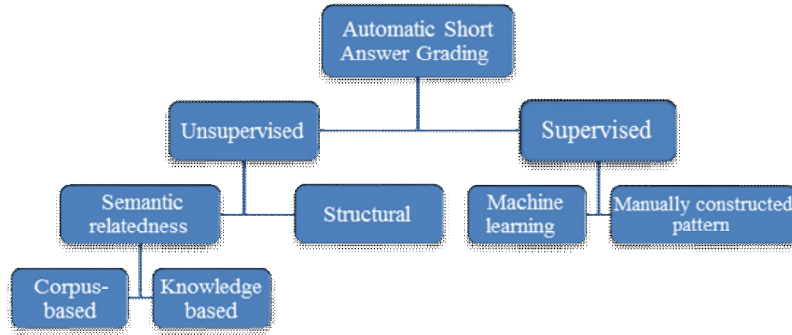 Automatic Short
Answer Grading
Unsupervised
Supervised
Semantic
relatedness
Structural
Machine
learning
Manually constructed
pattern
Corpus-
based
Knowledge
based